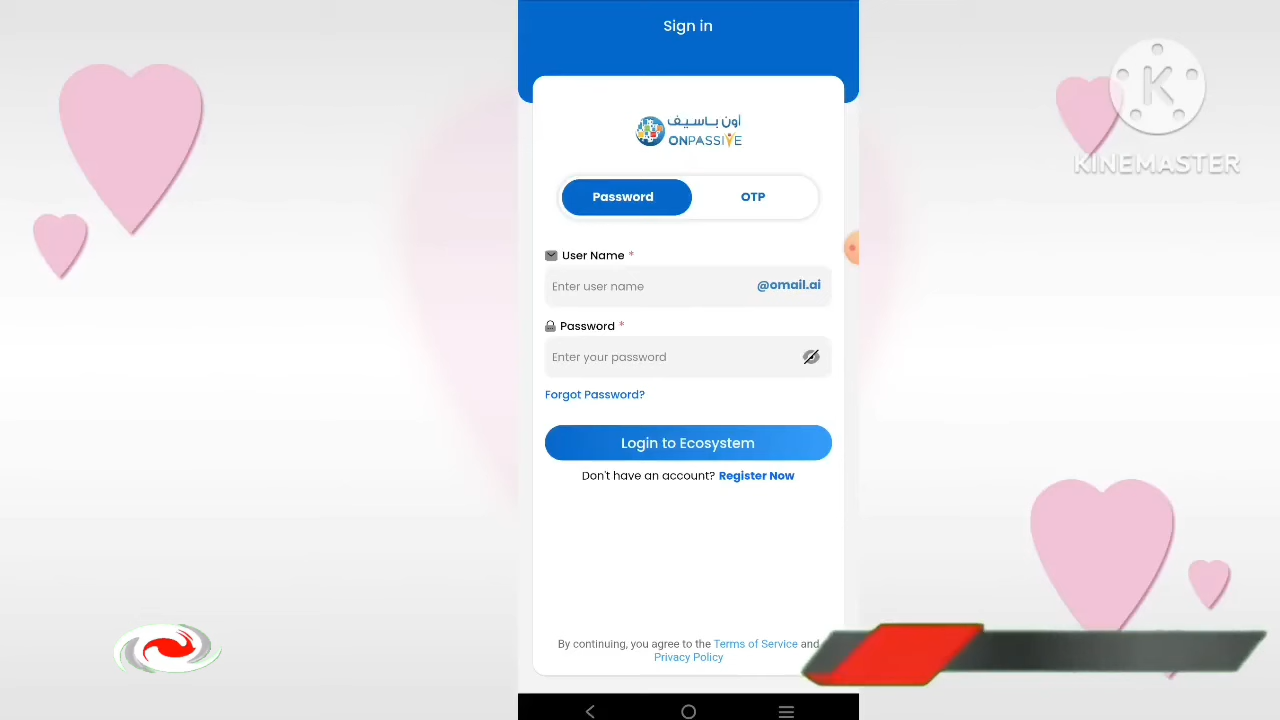 Sign in
KINEMASTER
أون باسيف
ONPASSIVE
Password OTP
User Name *
Enter user name @omail.ai
Password *
Enter your password
Forgot Password?
Login to Ecosystem
Don't have an account? Register Now
By continuing, you agree to the Terms of Service and
Privacy Policy